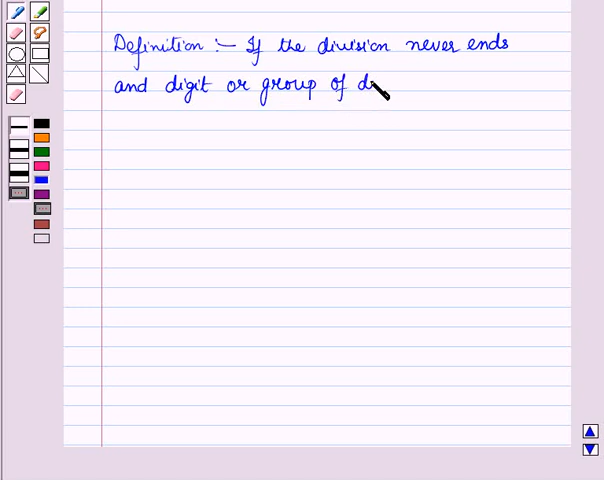 Definition :- If the division never ends
and digit or group of d